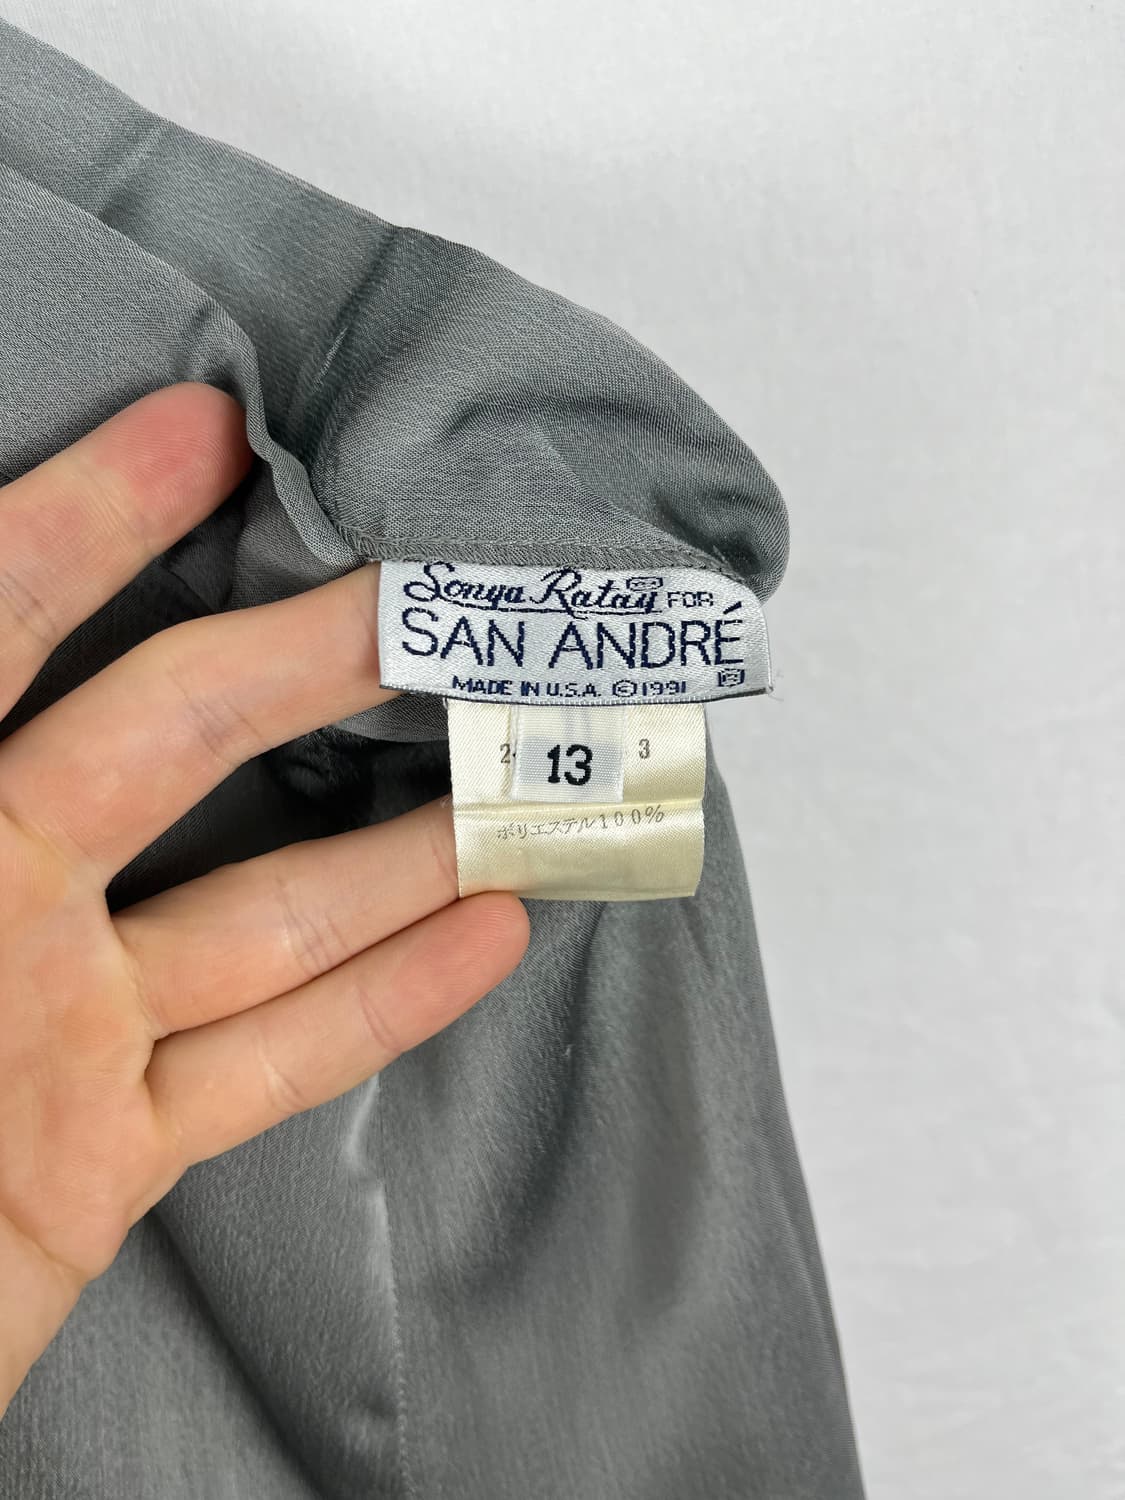 Sonya Ratay FOR
SAN ANDRÉ
MADE IN U.S.A. ©1991
13
3
ポリエステル100%